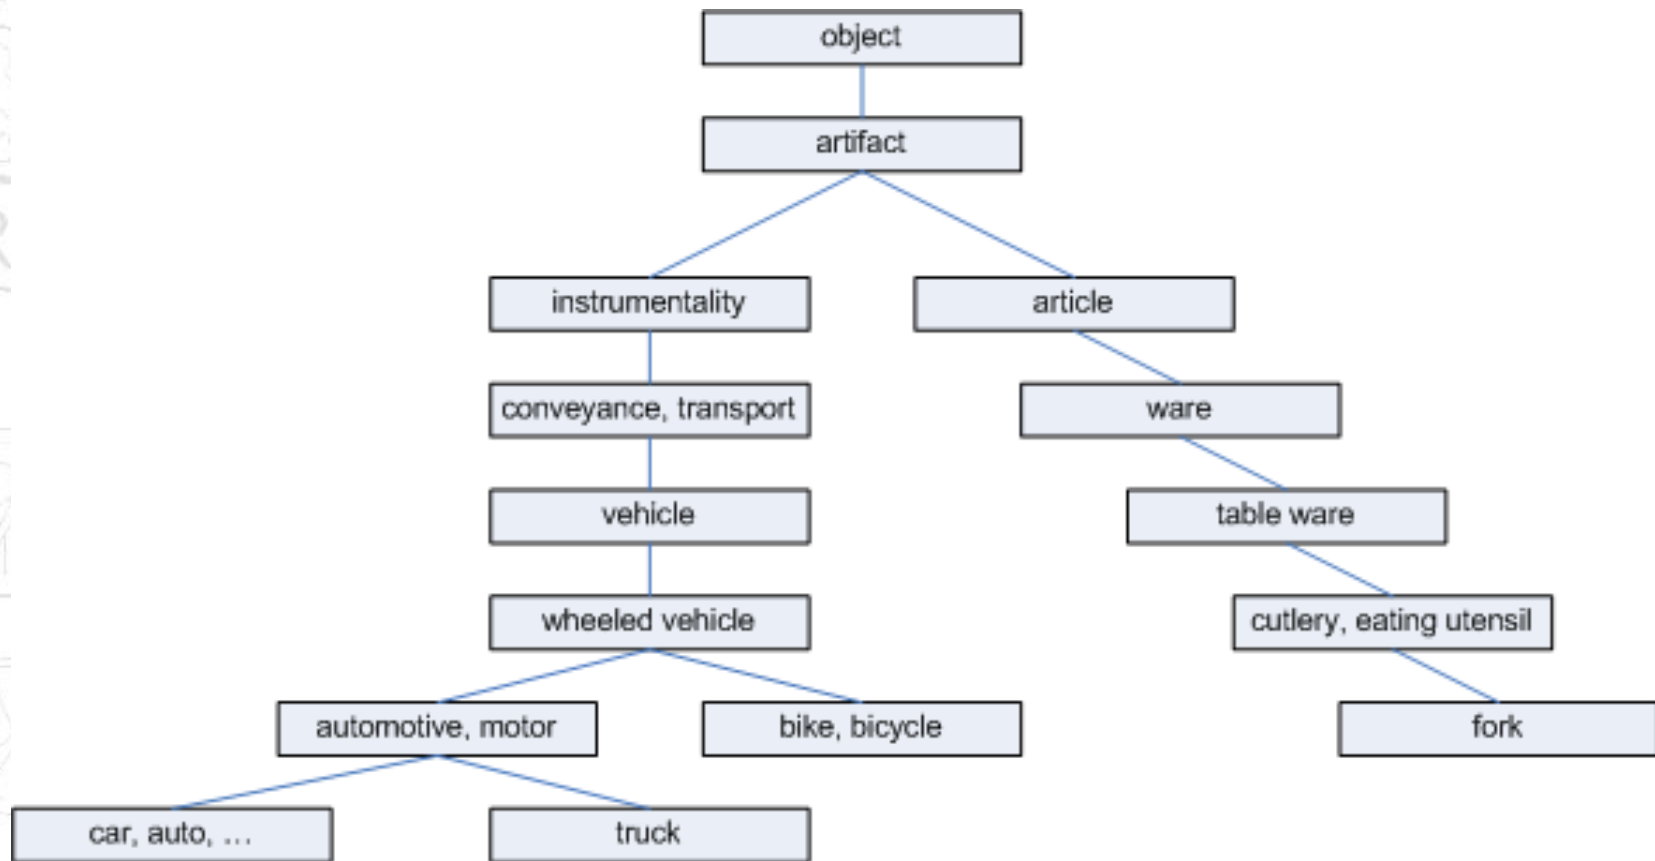 object
artifact
instrumentality
article
conveyance, transport
ware
vehicle
table ware
wheeled vehicle
cutlery, eating utensil
automotive, motor
bike, bicycle
fork
car, auto, …
truck